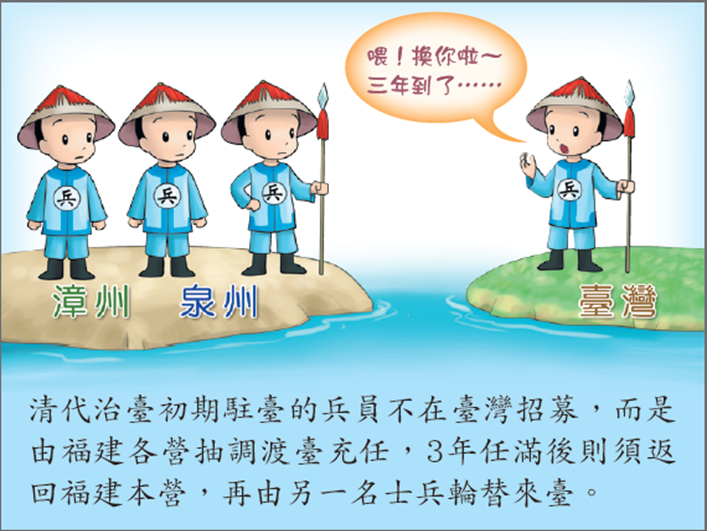 喂！換你啦～
三年到了……
兵
兵
兵
兵
漳州
泉州
臺灣
清代治臺初期駐臺的兵員不在臺灣招募，而是
由福建各營抽調渡臺充任，3年任滿後則須返
回福建本營，再由另一名士兵輪替來臺。